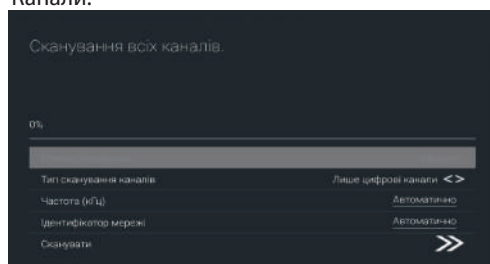 Канали.
Сканування всіх каналів.
0%
Тип сканування каналів Лише цифрові канали <>
Частота (кГц) Автоматично
Ідентифікатор мережі Автоматично
Сканувати